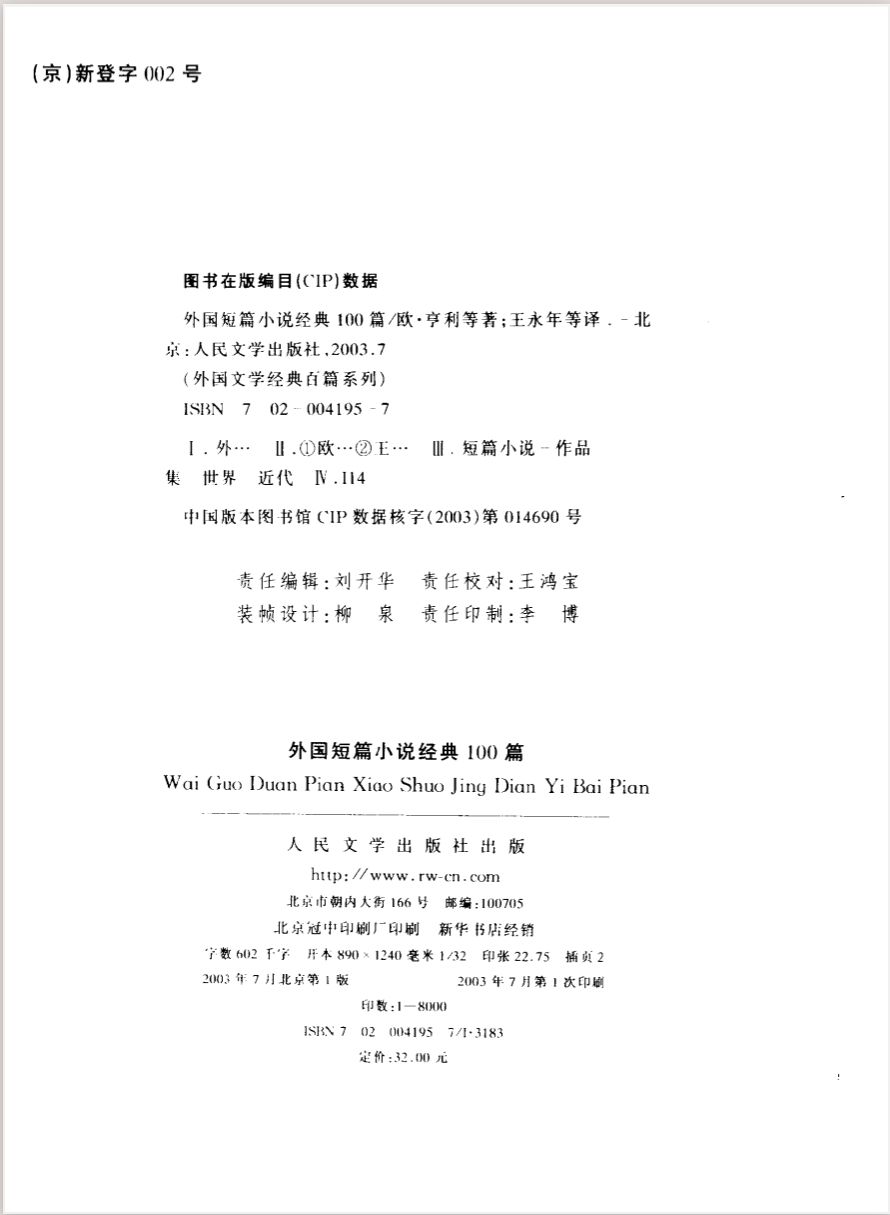 (京)新登字 002 号
图书在版编目(CIP)数据
外国短篇小说经典 100 篇/欧·亨利等著;王永年等译. -北
京:人民文学出版社,2003.7
(外国文学经典百篇系列)
ISBN 7-02-004195-7
Ⅰ.外… Ⅱ.①欧…②王… Ⅲ.短篇小说-作品
集 世界 近代 Ⅳ.I14
中国版本图书馆 CIP 数据核字(2003)第 014690 号
责任编辑:刘开华 责任校对:王鸿宝
装帧设计:柳 泉 责任印制:李 博
外国短篇小说经典 100 篇
Wai Guo Duan Pian Xiao Shuo Jing Dian Yi Bai Pian
人民文学出版社出版
http://www.rw-cn.com
北京市朝内大街 166 号 邮编:100705
北京冠中印刷厂印刷 新华书店经销
字数 602 千字 开本 890×1240 毫米 1/32 印张 22.75 插页 2
2003 年 7 月北京第 1 版 2003 年 7 月第 1 次印刷
印数:1—8000
ISBN 7 02 004195 7/I·3183
定价:32.00 元